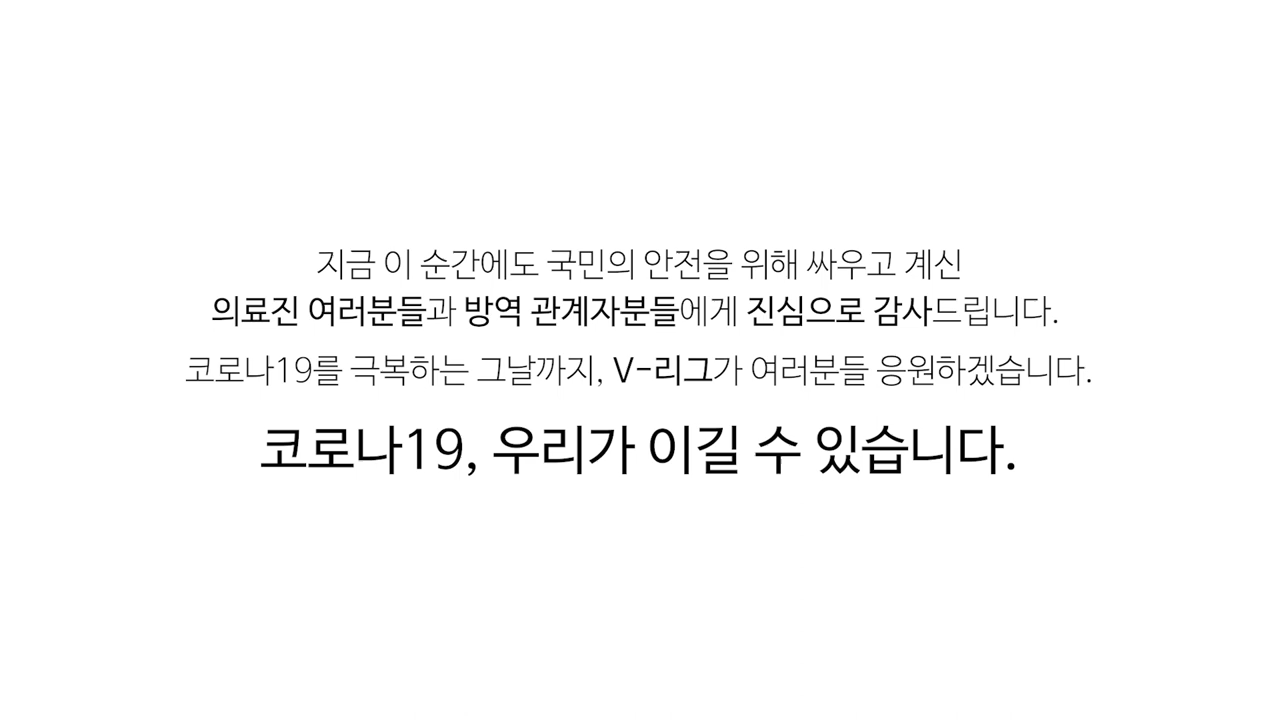 지금 이 순간에도 국민의 안전을 위해 싸우고 계신
의료진 여러분들과 방역 관계자분들에게 진심으로 감사드립니다.
코로나19를 극복하는 그날까지, V-리그가 여러분들 응원하겠습니다.
코로나19, 우리가 이길 수 있습니다.